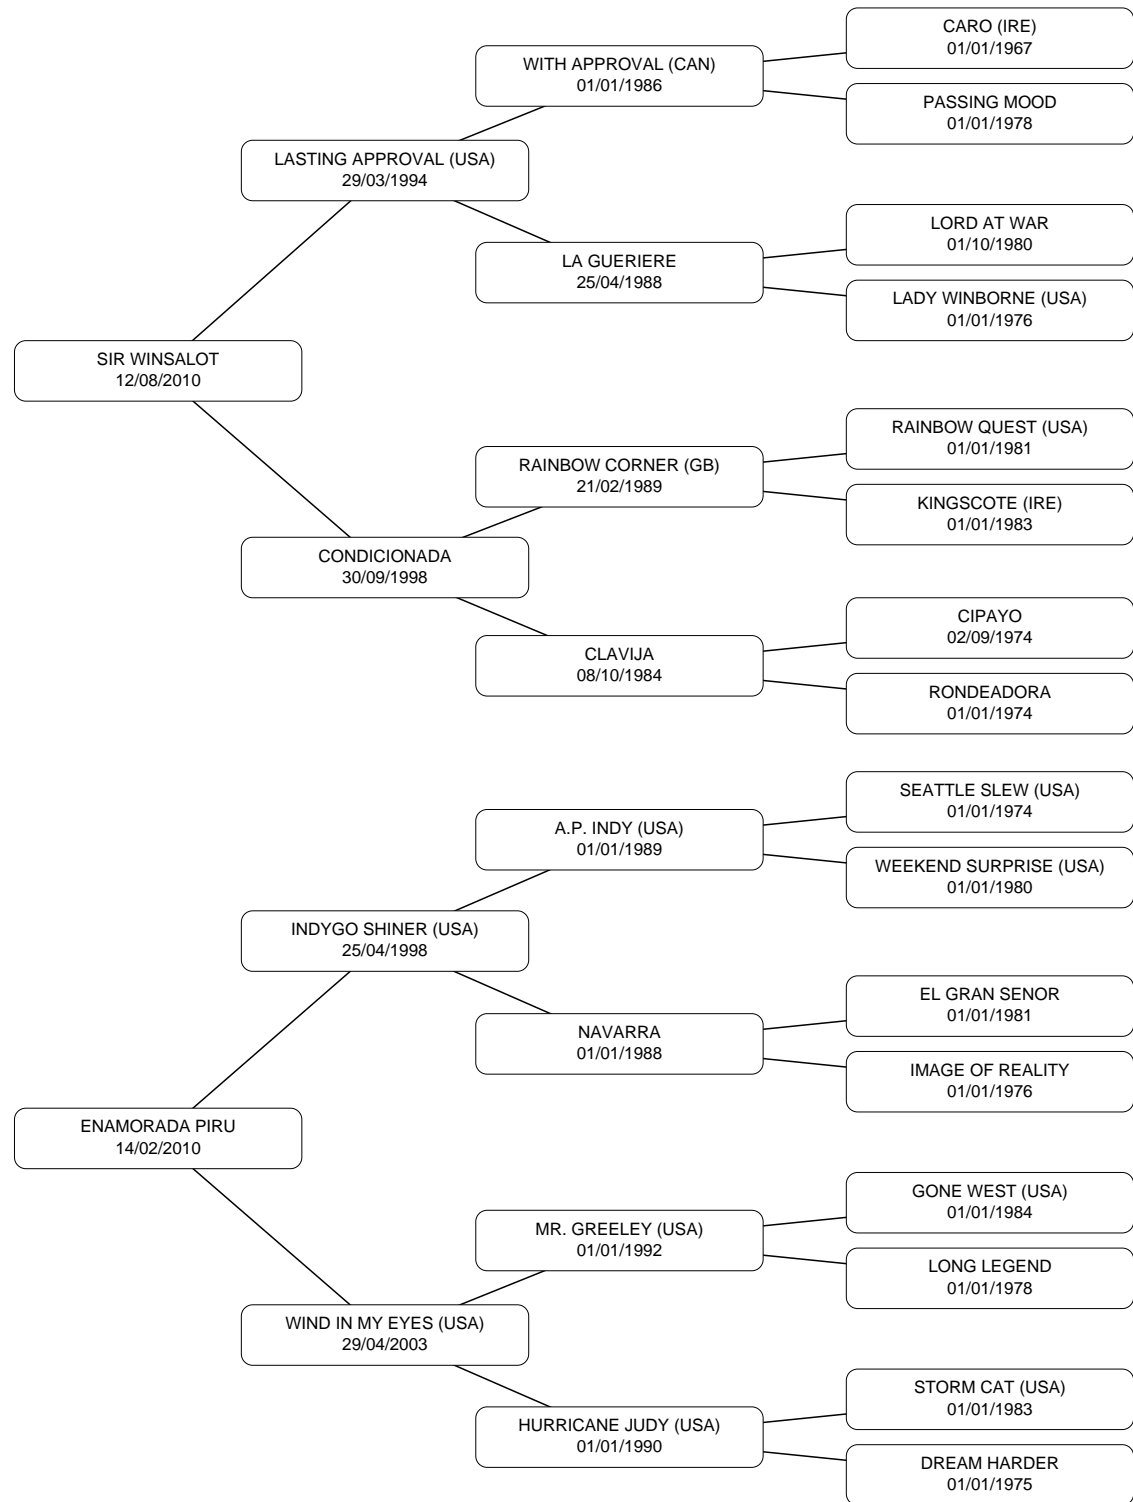 CARO (IRE)
01/01/1967
WITH APPROVAL (CAN)
01/01/1986
PASSING MOOD
01/01/1978
LASTING APPROVAL (USA)
29/03/1994
LORD AT WAR
01/10/1980
LA GUERIERE
25/04/1988
LADY WINBORNE (USA)
01/01/1976
SIR WINSALOT
12/08/2010
RAINBOW QUEST (USA)
01/01/1981
RAINBOW CORNER (GB)
21/02/1989
KINGSCOTE (IRE)
01/01/1983
CONDICIONADA
30/09/1998
CIPAYO
02/09/1974
CLAVIJA
08/10/1984
RONDEADORA
01/01/1974
SEATTLE SLEW (USA)
01/01/1974
A.P. INDY (USA)
01/01/1989
WEEKEND SURPRISE (USA)
01/01/1980
INDYGO SHINER (USA)
25/04/1998
EL GRAN SENOR
01/01/1981
NAVARRA
01/01/1988
IMAGE OF REALITY
01/01/1976
ENAMORADA PIRU
14/02/2010
GONE WEST (USA)
01/01/1984
MR. GREELEY (USA)
01/01/1992
LONG LEGEND
01/01/1978
WIND IN MY EYES (USA)
29/04/2003
STORM CAT (USA)
01/01/1983
HURRICANE JUDY (USA)
01/01/1990
DREAM HARDER
01/01/1975